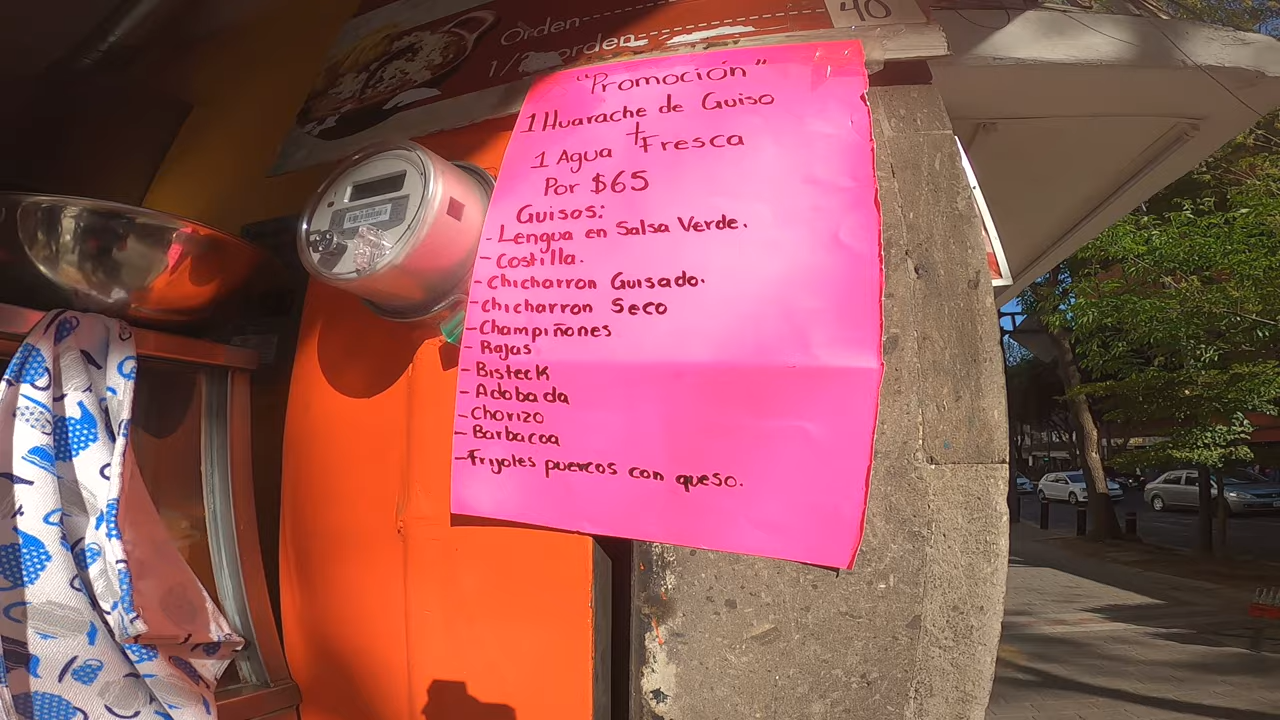 Orden
1/2 orden
40
"Promoción"
1 Huarache de Guiso
+
1 Agua Fresca
Por $65
Guisos:
- Lengua en Salsa Verde.
- Costilla.
- Chicharron Guisado.
- Chicharron Seco
- Champiñones
- Rajas
- Bisteck
- Adobada
- Chorizo
- Barbacoa
- Frijoles puercos con queso.